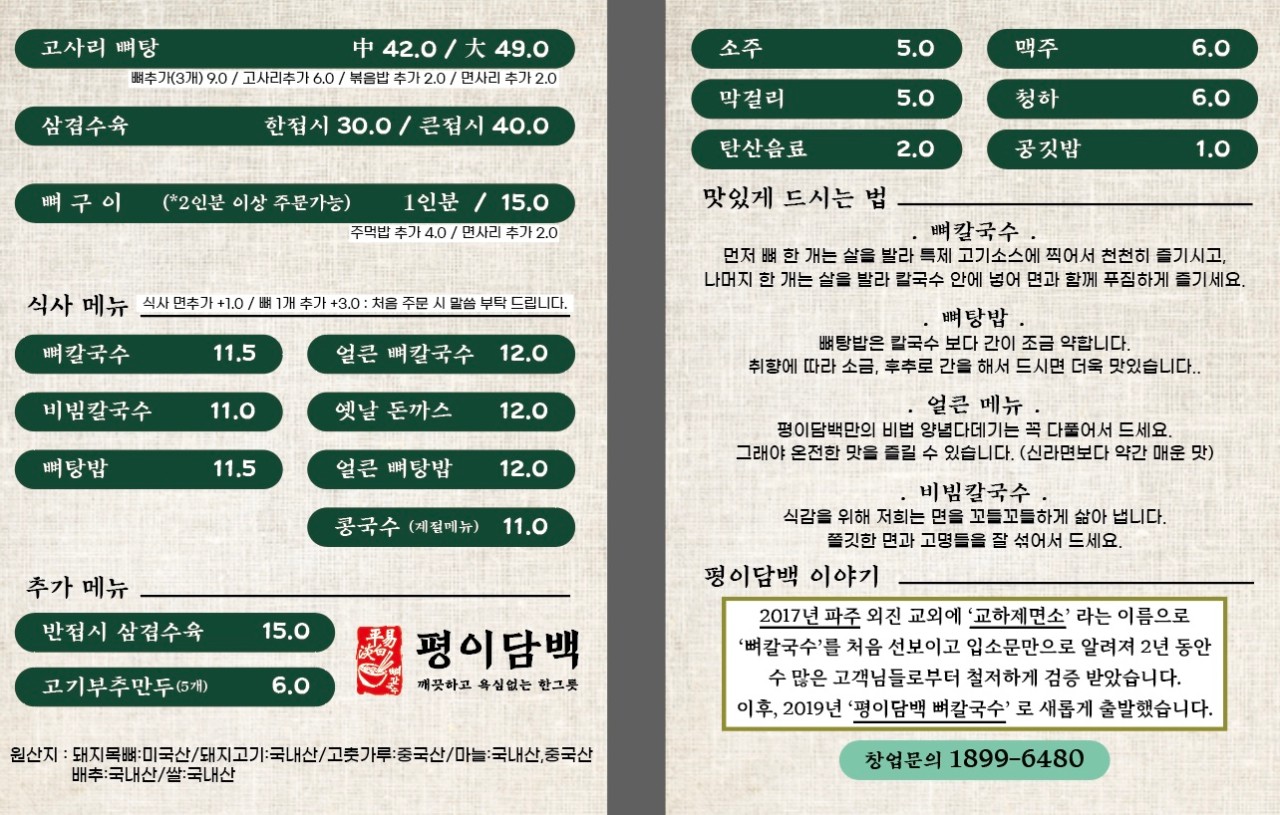 고사리 뼈탕 中 42.0 / 大 49.0
뼈추가(3개) 9.0 / 고사리추가 6.0 / 볶음밥 추가 2.0 / 면사리 추가 2.0
삼겹수육 한접시 30.0 / 큰접시 40.0
뼈 구 이 (*2인분 이상 주문가능) 1인분 / 15.0
주먹밥 추가 4.0 / 면사리 추가 2.0
식사 메뉴 식사 면추가 +1.0 / 뼈 1개 추가 +3.0 : 처음 주문 시 말씀 부탁 드립니다.
뼈칼국수 11.5 얼큰 뼈칼국수 12.0
비빔칼국수 11.0 옛날 돈까스 12.0
뼈탕밥 11.5 얼큰 뼈탕밥 12.0
콩국수 (계절메뉴) 11.0
추가 메뉴
반접시 삼겹수육 15.0
고기부추만두(5개) 6.0
平易
淡白
뼈칼국수
평이담백
깨끗하고 욕심없는 한그릇
원산지 : 돼지목뼈:미국산/돼지고기:국내산/고춧가루:중국산/마늘:국내산,중국산
배추:국내산/쌀:국내산
소주 5.0 맥주 6.0
막걸리 5.0 청하 6.0
탄산음료 2.0 공깃밥 1.0
맛있게 드시는 법
. 뼈칼국수 .
먼저 뼈 한 개는 살을 발라 특제 고기소스에 찍어서 천천히 즐기시고,
나머지 한 개는 살을 발라 칼국수 안에 넣어 면과 함께 푸짐하게 즐기세요.
. 뼈탕밥 .
뼈탕밥은 칼국수 보다 간이 조금 약합니다.
취향에 따라 소금, 후추로 간을 해서 드시면 더욱 맛있습니다..
. 얼큰 메뉴 .
평이담백만의 비법 양념다데기는 꼭 다풀어서 드세요.
그래야 온전한 맛을 즐길 수 있습니다. (신라면보다 약간 매운 맛)
. 비빔칼국수 .
식감을 위해 저희는 면을 꼬들꼬들하게 삶아 냅니다.
쫄깃한 면과 고명들을 잘 섞어서 드세요.
평이담백 이야기
2017년 파주 외진 교외에 ‘교하제면소’ 라는 이름으로
‘뼈칼국수’를 처음 선보이고 입소문만으로 알려져 2년 동안
수 많은 고객님들로부터 철저하게 검증 받았습니다.
이후, 2019년 ‘평이담백 뼈칼국수’ 로 새롭게 출발했습니다.
창업문의 1899-6480